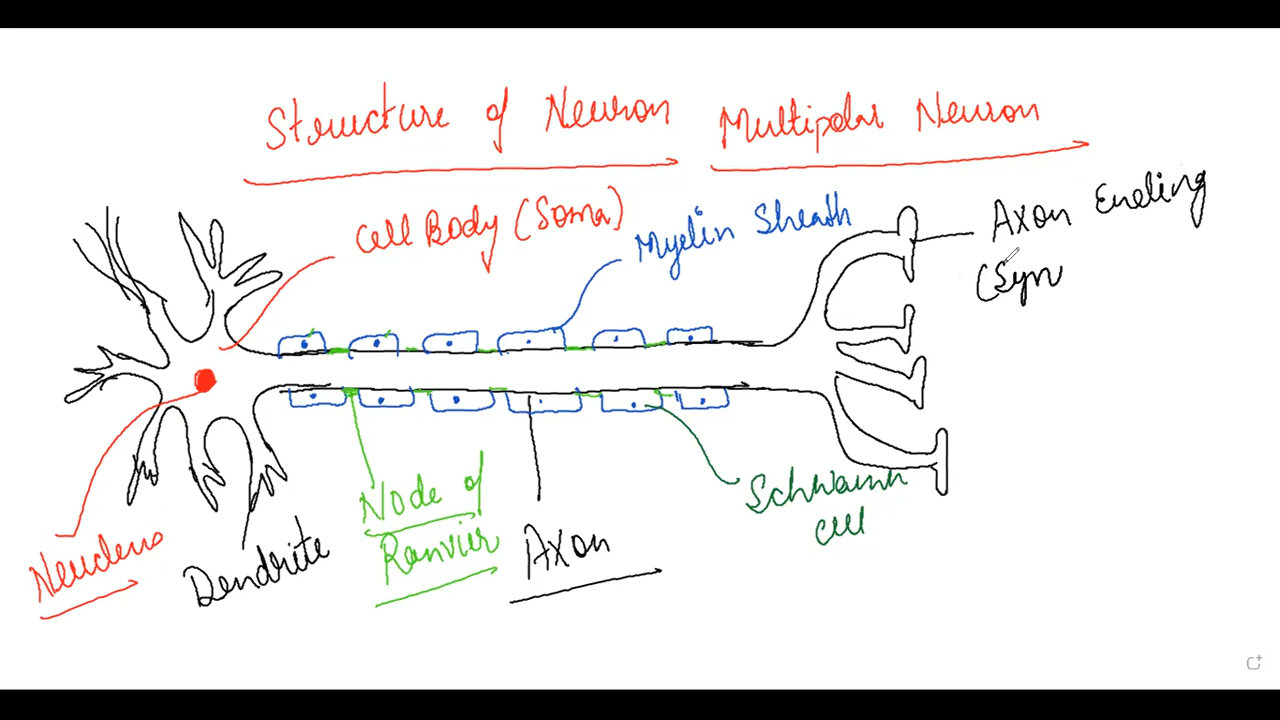 Structure of Neuron Multipolar Neuron
Cell Body (Soma)
Myelin Sheath
Axon Ending
(Syn
Schwann
cell
Node of
Ranvier
Axon
Dendrite